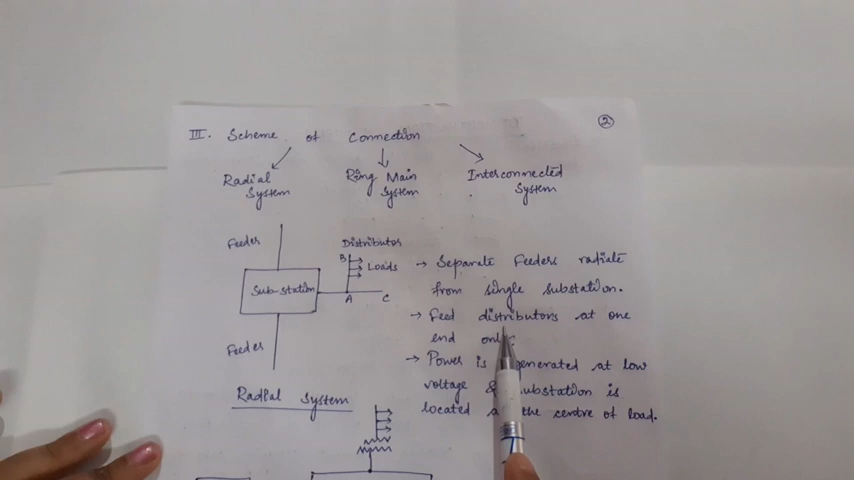 2
III. Scheme of Connection
Radial System
Ring Main System
Interconnected System
Feeder
Distributor
B
Loads
Sub-station
A
C
Feeder
Radial System
→ Separate Feeders radiate
from single substation.
→ Feed distributors at one
end only.
→ Power is generated at low
voltage & substation is
located at the centre of load.